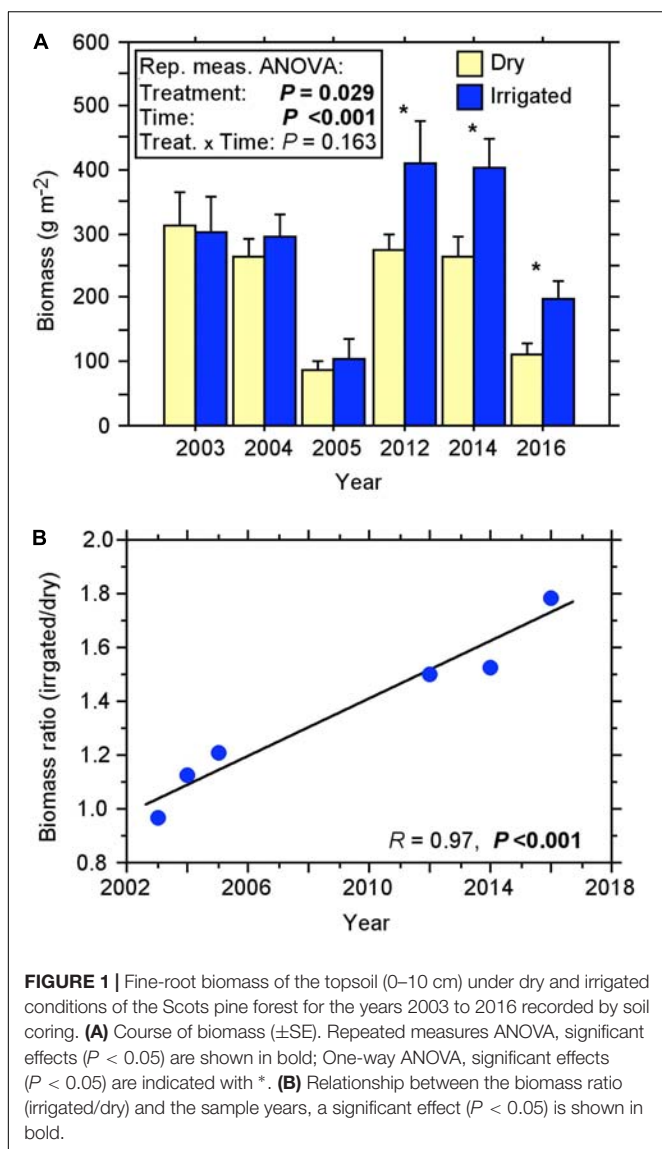 A
600
500
400
300
200
100
0
Biomass (g m-2)
Rep. meas. ANOVA:
Treatment: P = 0.029
Time: P <0.001
Treat. x Time: P = 0.163
Dry
Irrigated
*
*
*
2003 2004 2005 2012 2014 2016
Year
B
2.0
1.8
1.6
1.4
1.2
1.0
0.8
Biomass ratio (irrgated/dry)
R = 0.97, P <0.001
2002 2006 2010 2014 2018
Year
FIGURE 1 | Fine-root biomass of the topsoil (0–10 cm) under dry and irrigated
conditions of the Scots pine forest for the years 2003 to 2016 recorded by soil
coring. (A) Course of biomass (±SE). Repeated measures ANOVA, significant
effects (P < 0.05) are shown in bold; One-way ANOVA, significant effects
(P < 0.05) are indicated with *. (B) Relationship between the biomass ratio
(irrigated/dry) and the sample years, a significant effect (P < 0.05) is shown in
bold.